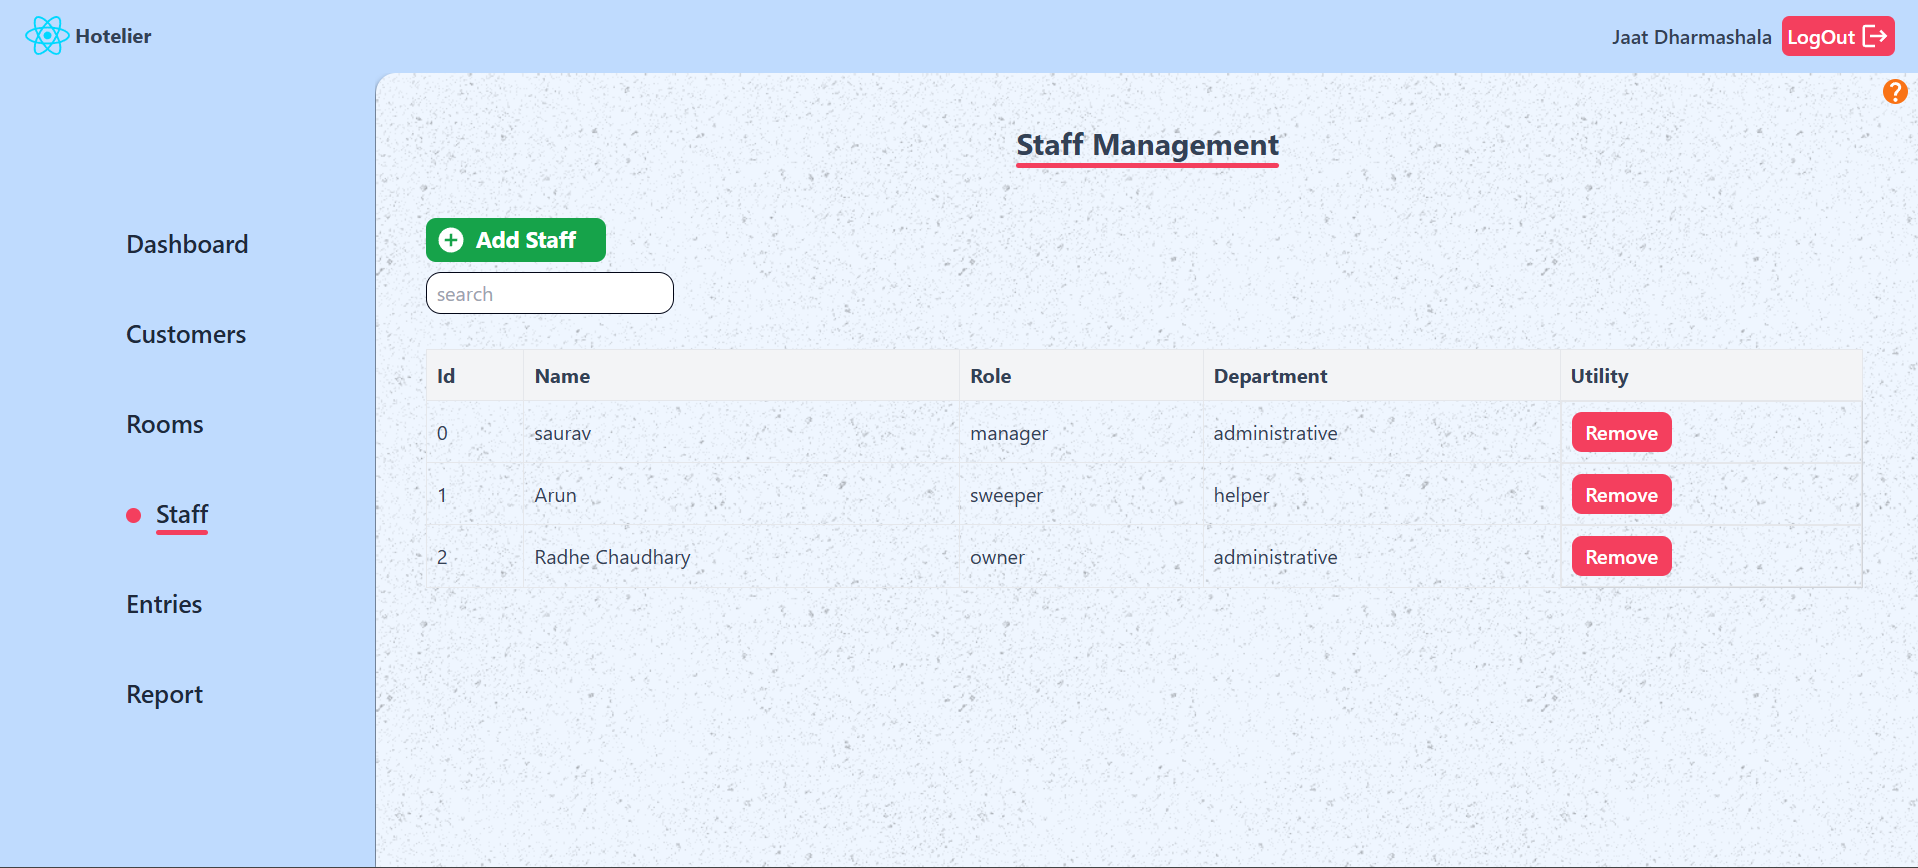 Hotelier
Jaat Dharmashala LogOut
?
Staff Management
Dashboard
Customers
Rooms
Staff
Entries
Report
Add Staff
search
Id Name Role Department Utility
0 saurav manager administrative Remove
1 Arun sweeper helper Remove
2 Radhe Chaudhary owner administrative Remove